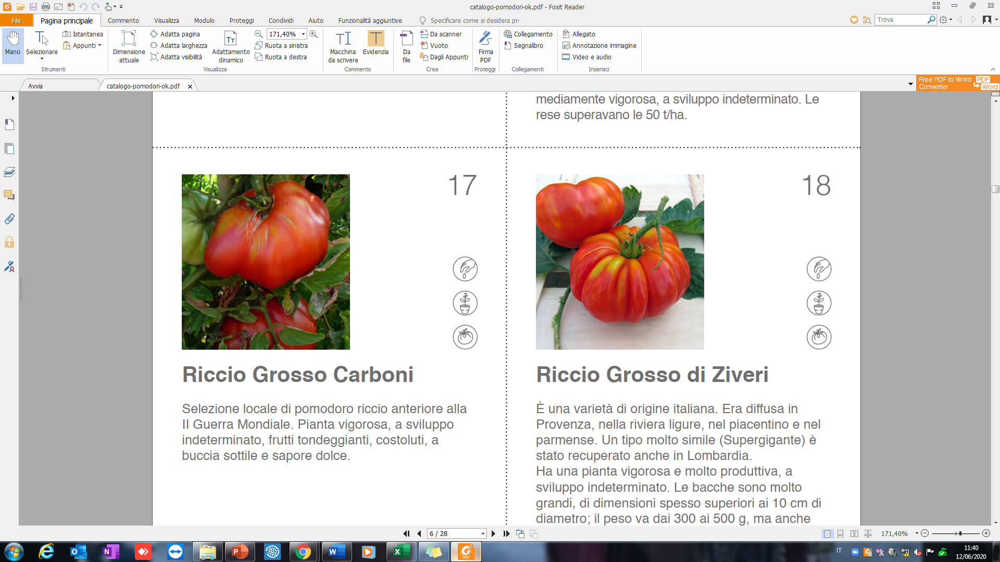 catalogo-pomodori-ok.pdf - Foxit Reader
File
Pagina principale
Commento
Visualizza
Modulo
Proteggi
Condividi
Aiuto
Funzionalità aggiuntive
Specificare come si desidera pr
Trova
Mano
Selezionare
Istantanea
Appunti
Strumenti
Dimensione
attuale
Adatta pagina
Adatta larghezza
Adatta visibilità
Adattamento
dinamico
171,40%
Ruota a sinistra
Ruota a destra
Visualizza
Macchina
da scrivere
Evidenzia
Commento
Da
file
Da scanner
Vuoto
Dagli Appunti
Crea
Firma
PDF
Proteggi
Collegamento
Segnalibro
Collegamenti
Allegato
Annotazione immagine
Video e audio
Inserisci
Avvia
catalogo-pomodori-ok.pdf
Free PDF to Word
Converter
PDF
Word
mediamente vigorosa, a sviluppo indeterminato. Le
rese superavano le 50 t/ha.
17
Riccio Grosso Carboni
Selezione locale di pomodoro riccio anteriore alla
II Guerra Mondiale. Pianta vigorosa, a sviluppo
indeterminato, frutti tondeggianti, costoluti, a
buccia sottile e sapore dolce.
18
Riccio Grosso di Ziveri
È una varietà di origine italiana. Era diffusa in
Provenza, nella riviera ligure, nel piacentino e nel
parmense. Un tipo molto simile (Supergigante) è
stato recuperato anche in Lombardia.
Ha una pianta vigorosa e molto produttiva, a
sviluppo indeterminato. Le bacche sono molto
grandi, di dimensioni spesso superiori ai 10 cm di
diametro; il peso va dai 300 ai 500 g, ma anche
6 / 28
171,40%
IT
11:40
12/06/2020